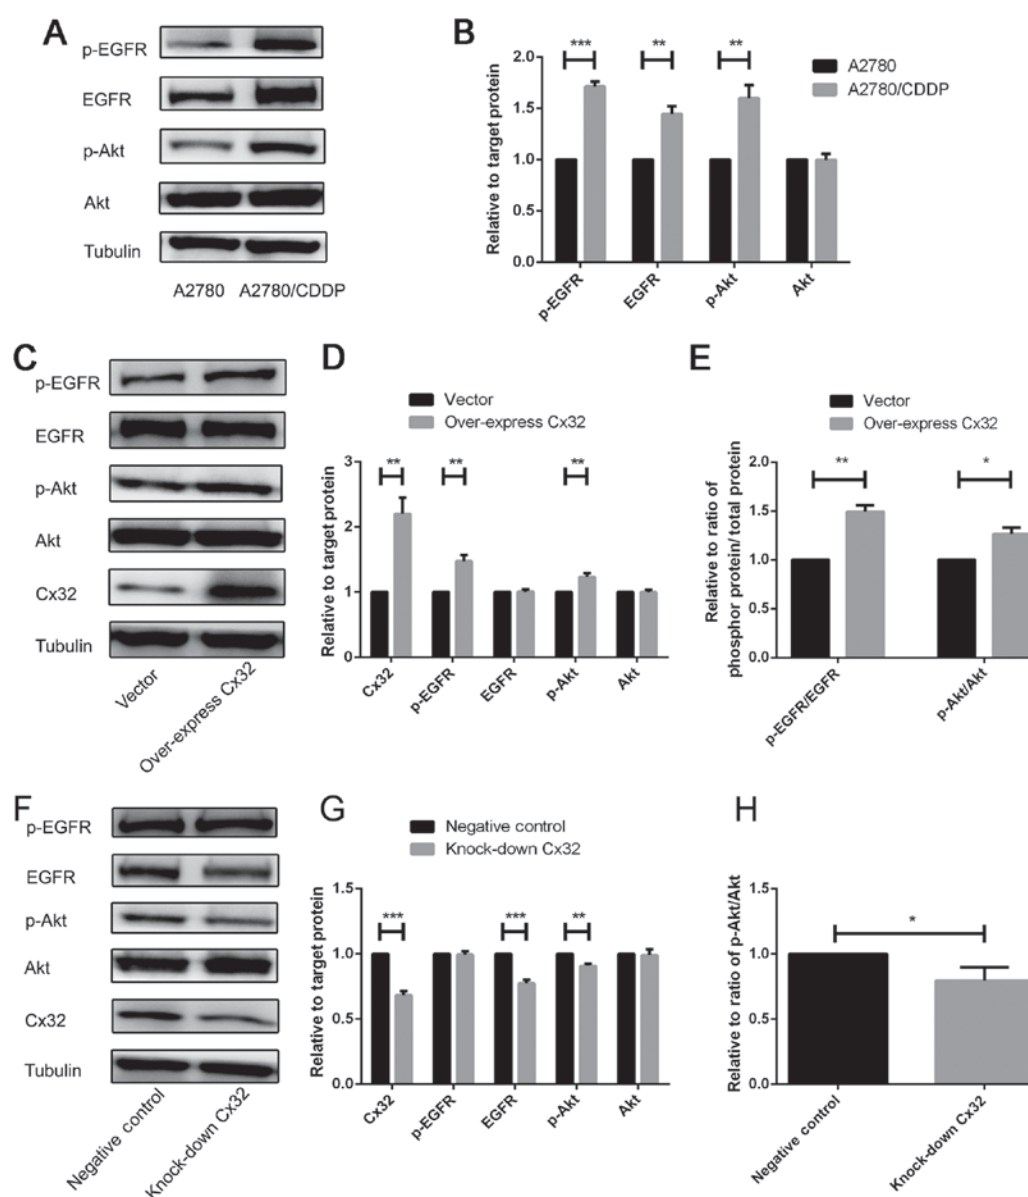 A
p-EGFR
EGFR
p-Akt
Akt
Tubulin
A2780 A2780/CDDP
B
*** ** **
A2780
A2780/CDDP
Relative to target protein
2.0
1.5
1.0
0.5
0.0
p-EGFR EGFR p-Akt Akt
C
p-EGFR
EGFR
p-Akt
Akt
Cx32
Tubulin
Vector Over-express Cx32
D
Vector
Over-express Cx32
Relative to target protein
3
2
1
0
** ** **
Cx32 p-EGFR EGFR p-Akt Akt
E
Vector
Over-express Cx32
Relative to ratio of
phosphor protein/ total protein
2.0
1.5
1.0
0.5
0.0
** *
p-EGFR/EGFR p-Akt/Akt
F
p-EGFR
EGFR
p-Akt
Akt
Cx32
Tubulin
Negative control Knock-down Cx32
G
Negative control
Knock-down Cx32
Relative to target protein
1.5
1.0
0.5
0.0
*** *** **
Cx32 p-EGFR EGFR p-Akt Akt
H
Relative to ratio of p-Akt/Akt
1.5
1.0
0.5
0.0
*
Negative control Knock-down Cx32